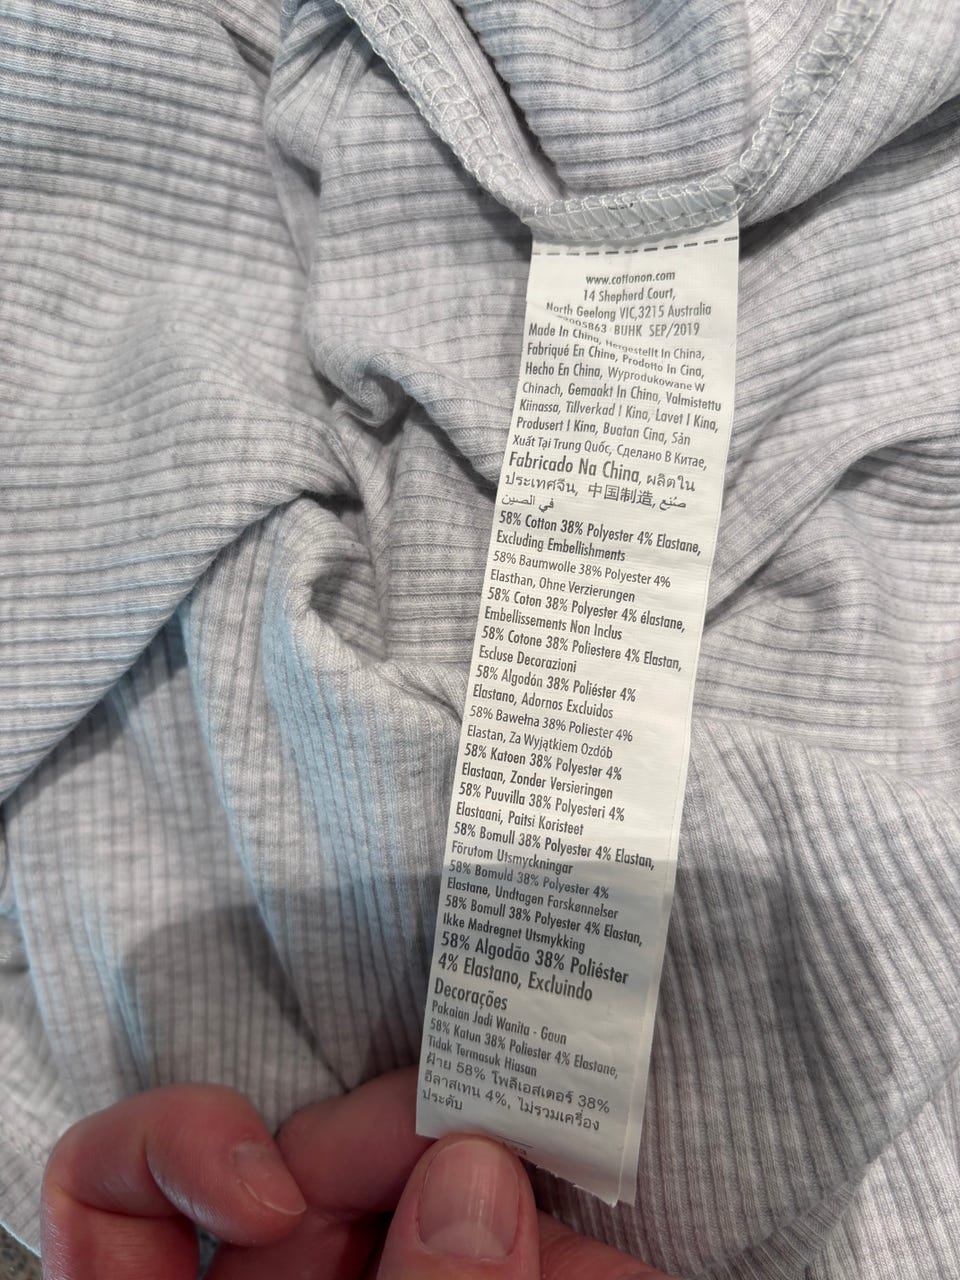 www.cottonon.com
14 Shepherd Court,
North Geelong VIC,3215 Australia
BUHK SEP/2019
Made In China, Hergestellt In China,
Fabriqué En Chine, Prodotto In Cina,
Hecho En China, Wyprodukowane W
Chinach, Gemaakt In China, Valmistettu
Kiinassa, Tillverkad I Kina, Lavet I Kina,
Produsert I Kina, Buatan Cina, Sản
Xuất Tại Trung Quốc, Сделано В Китае,
Fabricado Na China, ผลิตใน
ประเทศจีน, 中国制造, صُنِع
في الصين
58% Cotton 38% Polyester 4% Elastane,
Excluding Embellishments
58% Baumwolle 38% Polyester 4%
Elasthan, Ohne Verzierungen
58% Coton 38% Polyester 4% élastane,
Embellissements Non Inclus
58% Cotone 38% Poliestere 4% Elastan,
Escluse Decorazioni
58% Algodón 38% Poliéster 4%
Elastano, Adornos Excluidos
58% Bawełna 38% Poliester 4%
Elastan, Za Wyjątkiem Ozdób
58% Katoen 38% Polyester 4%
Elastaan, Zonder Versieringen
58% Puuvilla 38% Polyesteri 4%
Elastaani, Paitsi Koristeet
58% Bomull 38% Polyester 4% Elastan,
Förutom Utsmyckningar
58% Bomuld 38% Polyester 4%
Elastane, Undtagen Forskønnelser
58% Bomull 38% Polyester 4% Elastan,
Ikke Medregnet Utsmykking
58% Algodão 38% Poliéster
4% Elastano, Excluindo
Decorações
Pakaian Jadi Wanita - Gaun
58% Katun 38% Poliester 4% Elastane,
Tidak Termasuk Hiasan
ฝ้าย 58% โพลีเอสเตอร์ 38%
อีลาสเทน 4%, ไม่รวมเครื่อง
ประดับ